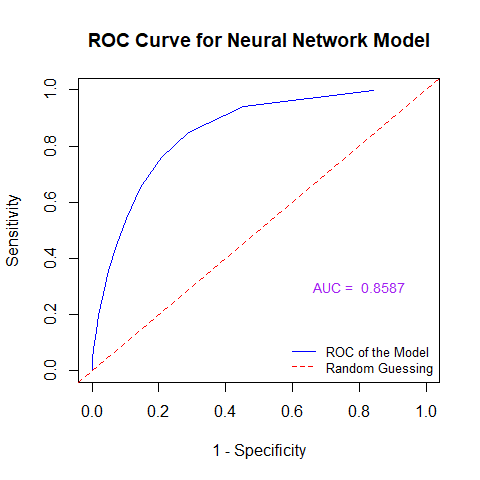 ROC Curve for Neural Network Model
Sensitivity
1.0
0.8
0.6
0.4
0.2
0.0
AUC = 0.8587
ROC of the Model
Random Guessing
0.0 0.2 0.4 0.6 0.8 1.0
1 - Specificity